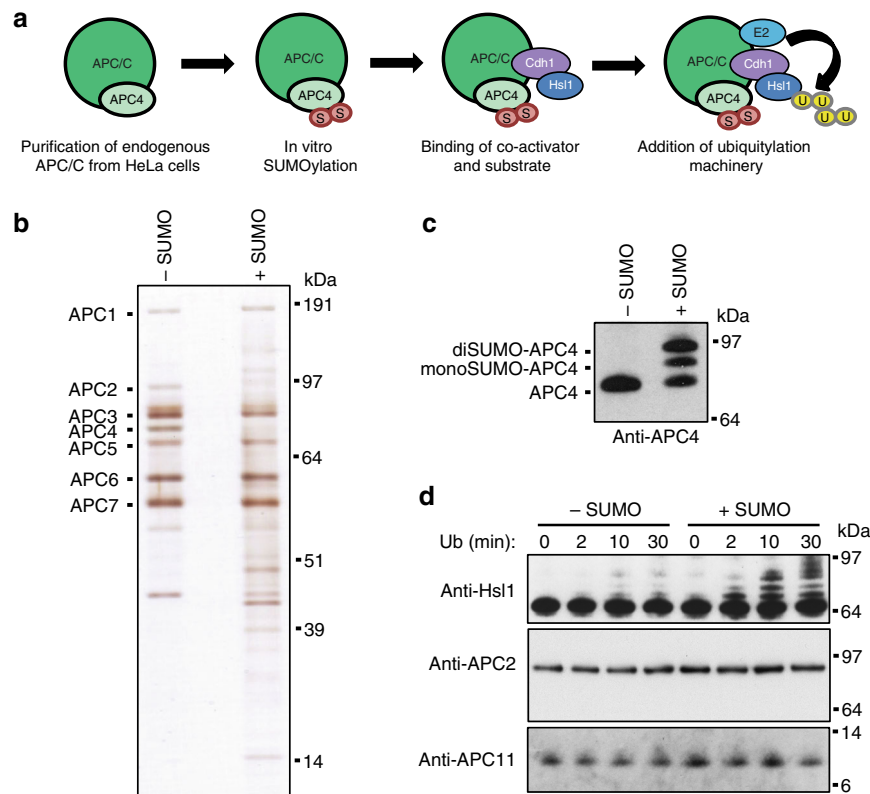 a
APC/C
APC4
APC/C
APC4
S S
APC/C
Cdh1
APC4
Hsl1
S S
E2
APC/C
Cdh1
APC4
Hsl1
S S
U U
U U
Purification of endogenous
APC/C from HeLa cells
In vitro
SUMOylation
Binding of co-activator
and substrate
Addition of ubiquitylation
machinery
b
– SUMO
+ SUMO
kDa
APC1
APC2
APC3
APC4
APC5
APC6
APC7
191
97
64
51
39
14
c
– SUMO
+ SUMO
kDa
diSUMO-APC4
monoSUMO-APC4
APC4
97
64
Anti-APC4
d
– SUMO + SUMO
kDa
Ub (min): 0 2 10 30 0 2 10 30
Anti-Hsl1
97
64
Anti-APC2
97
64
Anti-APC11
14
6